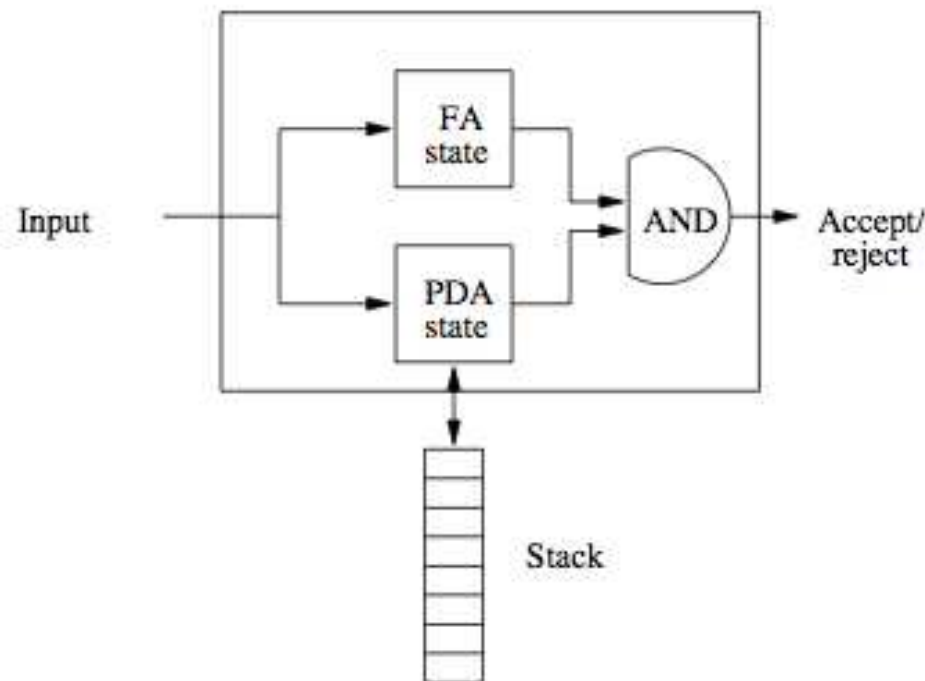 FA
state
Input
AND
Accept/
reject
PDA
state
Stack